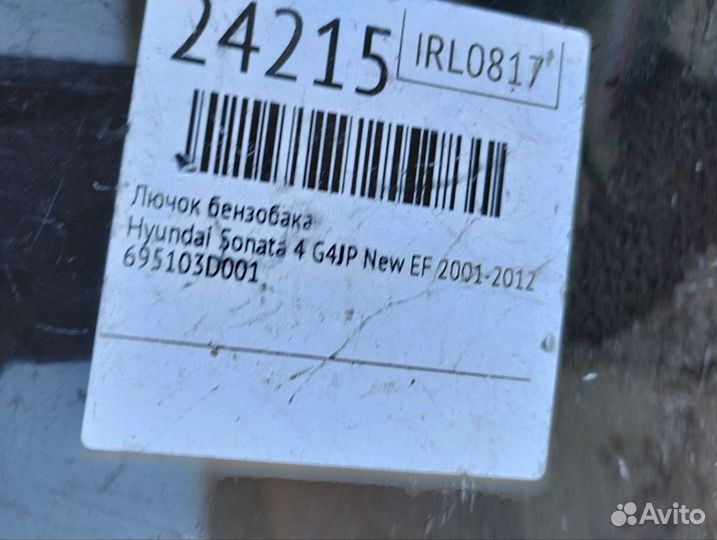 24215
IRL0817
Лючок бензобака
Hyundai Sonata 4 G4JP New EF 2001-2012
695103D001
Avito